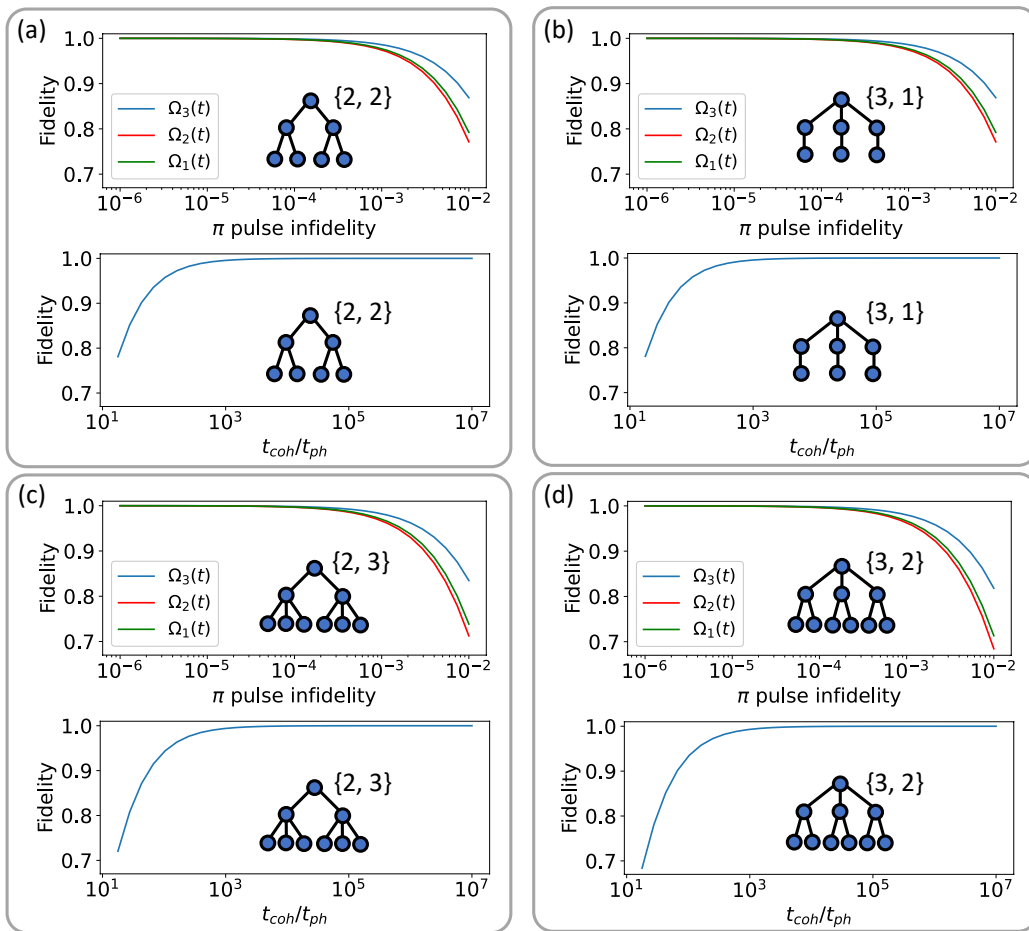 (a)
1.0
0.9
0.8
0.7
Fidelity
Ω3(t)
Ω2(t)
Ω1(t)
{2, 2}
10−6 10−5 10−4 10−3 10−2
π pulse infidelity
1.0
0.9
0.8
0.7
Fidelity
{2, 2}
101 103 105 107
tcoh/tph
(b)
1.0
0.9
0.8
0.7
Fidelity
Ω3(t)
Ω2(t)
Ω1(t)
{3, 1}
10−6 10−5 10−4 10−3 10−2
π pulse infidelity
1.0
0.9
0.8
0.7
Fidelity
{3, 1}
101 103 105 107
tcoh/tph
(c)
1.0
0.9
0.8
0.7
Fidelity
Ω3(t)
Ω2(t)
Ω1(t)
{2, 3}
10−6 10−5 10−4 10−3 10−2
π pulse infidelity
1.0
0.9
0.8
0.7
Fidelity
{2, 3}
101 103 105 107
tcoh/tph
(d)
1.0
0.9
0.8
0.7
Fidelity
Ω3(t)
Ω2(t)
Ω1(t)
{3, 2}
10−6 10−5 10−4 10−3 10−2
π pulse infidelity
1.0
0.9
0.8
0.7
Fidelity
{3, 2}
101 103 105 107
tcoh/tph